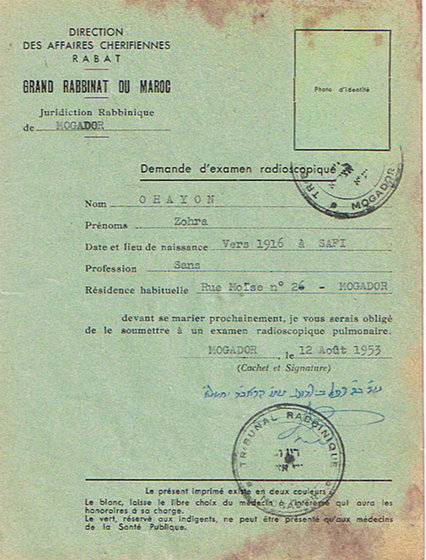 DIRECTION
DES AFFAIRES CHERIFIENNES
RABAT
GRAND RABBINAT DU MAROC
Juridiction Rabbinique
de MOGADOR
Photo d'identité
Demande d'examen radioscopique
MOGADOR
Nom OHAYON
Prénoms Zohra
Date et lieu de naissance Vers 1916 à SAFI
Profession Sans
Résidence habituelle Rue Moïse n° 26 - MOGADOR
devant se marier prochainement, je vous serais obligé
de le soumettre à un examen radioscopique pulmonaire.
MOGADOR, le 12 Août 1953
(Cachet et Signature)
TRIBUNAL RABBINIQUE
MOGADOR
Le présent imprimé existe en deux couleurs
Le blanc, laisse le libre choix du médecin à l'intéressé qui aura les
honoraires à sa charge.
Le vert, réservé aux indigents, ne peut être présenté qu'aux médecins
de la Santé Publique.